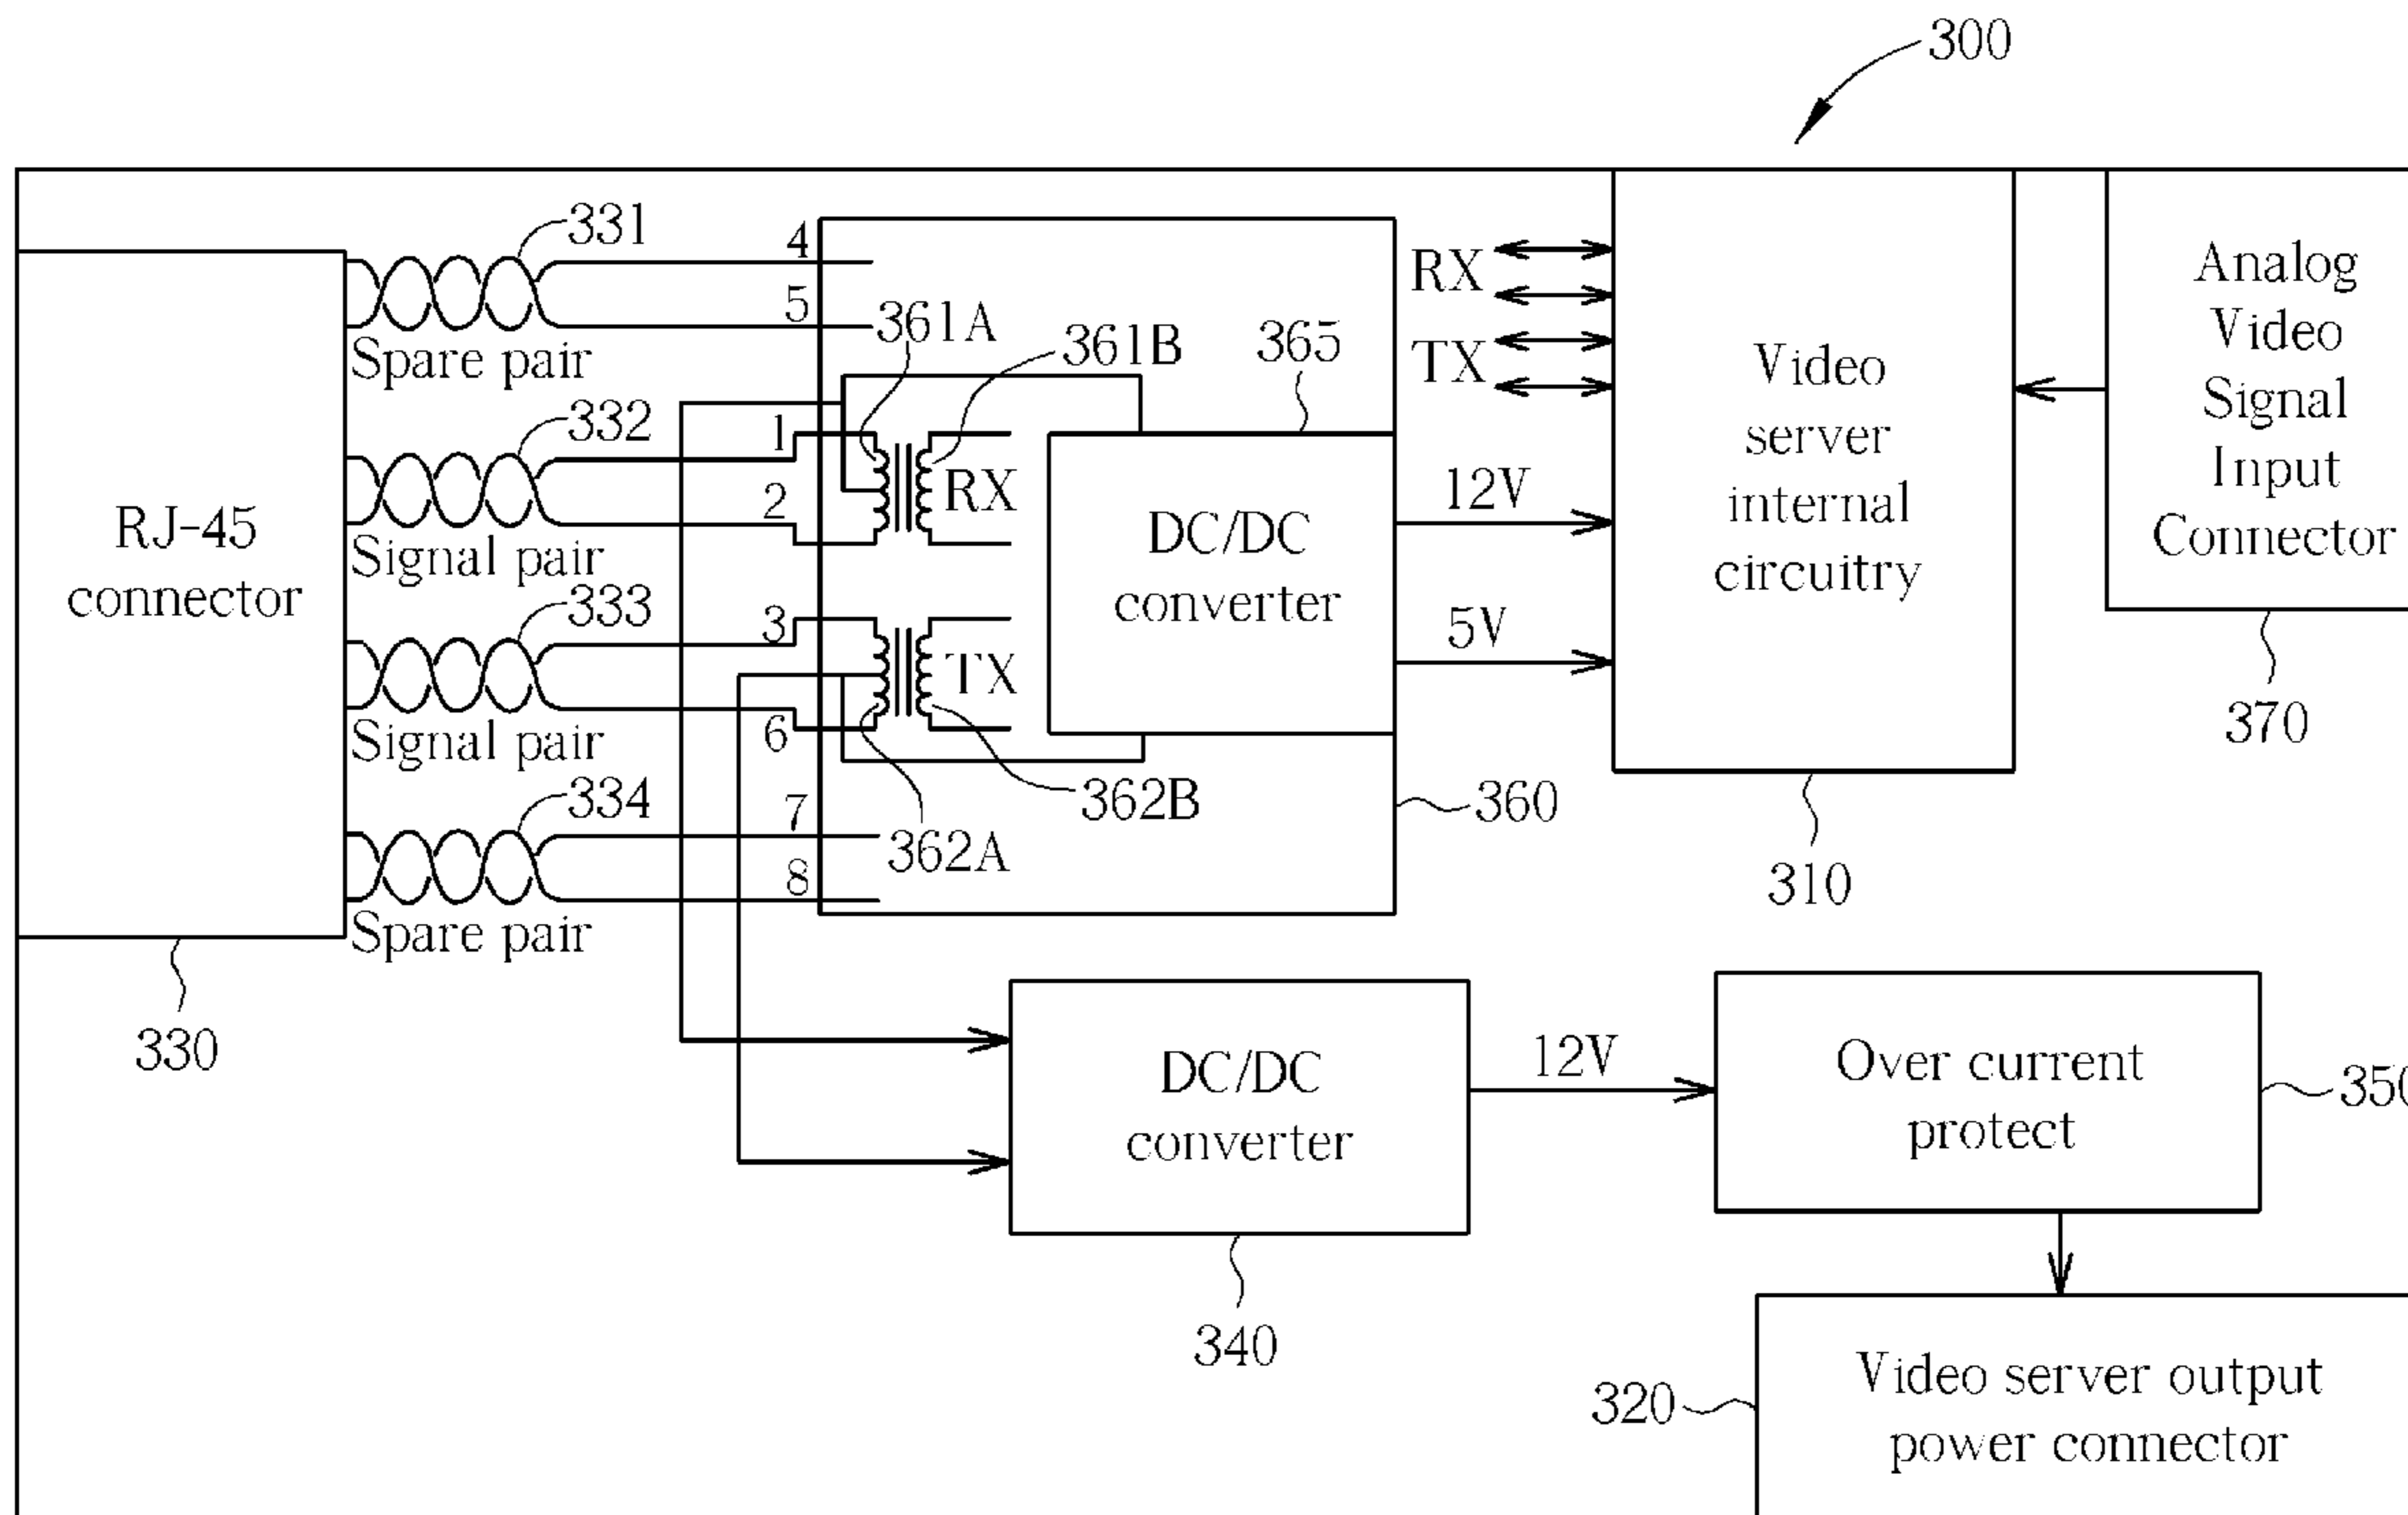 300
RJ-45
connector
330
331
Spare pair
332
Signal pair
333
Signal pair
334
Spare pair
4
5
1
2
3
6
7
8
361A
361B
365
RX
TX
362A
362B
DC/DC
converter
360
RX
TX
12V
5V
Video
server
internal
circuitry
310
Analog
Video
Signal
Input
Connector
370
DC/DC
converter
340
12V
Over current
protect
350
320
Video server output
power connector